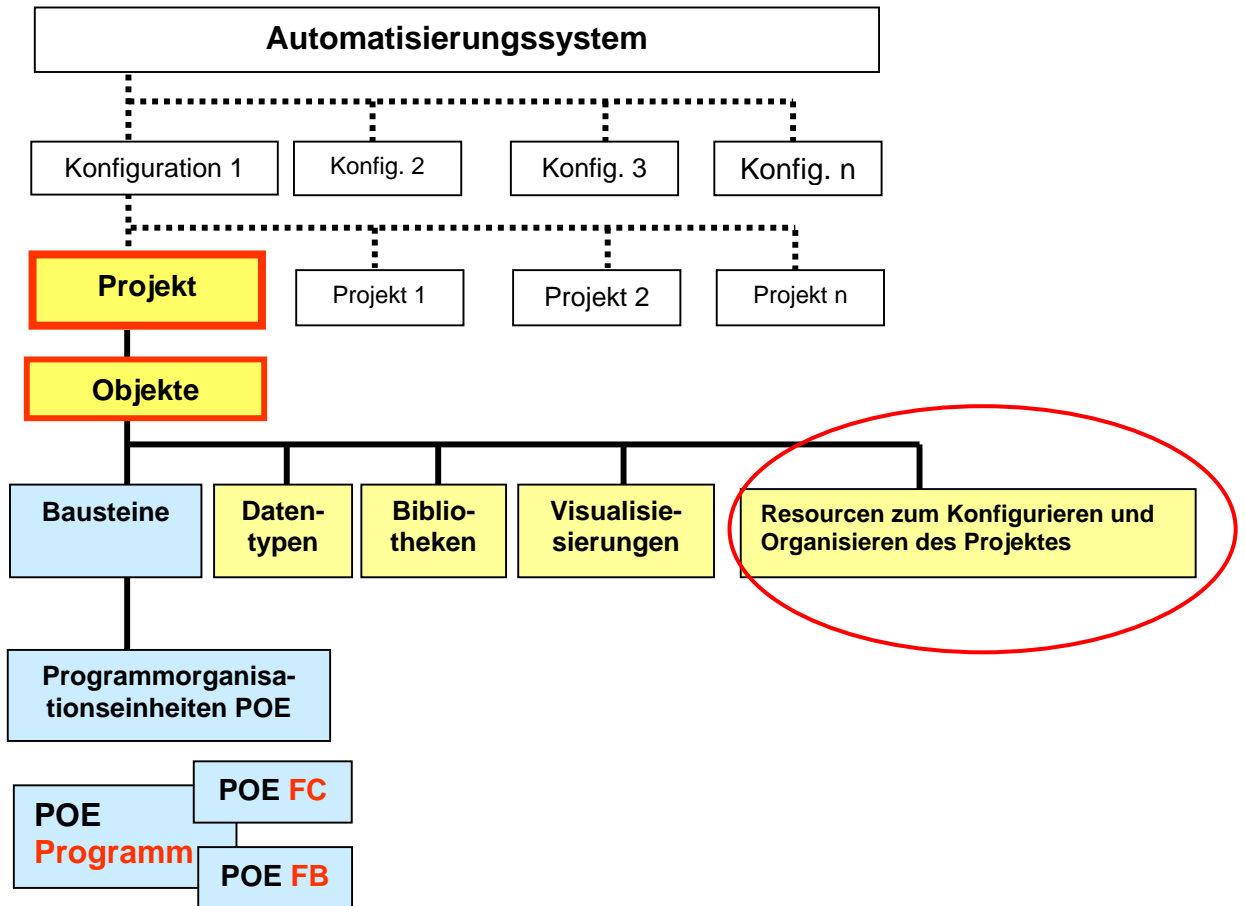 Automatisierungssystem
Konfiguration 1
Konfig. 2
Konfig. 3
Konfig. n
Projekt
Projekt 1
Projekt 2
Projekt n
Objekte
Bausteine
Daten-
typen
Biblio-
theken
Visualisie-
sierungen
Resourcen zum Konfigurieren und
Organisieren des Projektes
Programmorganisa-
tionseinheiten POE
POE FC
POE
Programm
POE FB